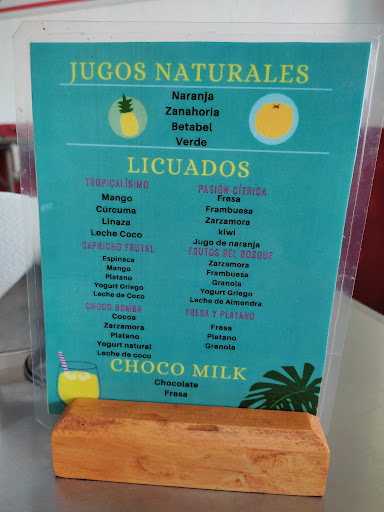 JUGOS NATURALES
Naranja
Zanahoria
Betabel
Verde
LICUADOS
TROPICALÍSIMO
Mango
Cúrcuma
Linaza
Leche Coco
PASIÓN CÍTRICA
Fresa
Frambuesa
Zarzamora
kiwi
Jugo de naranja
CAPRICHO FRUTAL
Espinaca
Mango
Platano
Yogurt Griego
Leche de Coco
FRUTOS DEL BOSQUE
Zarzamora
Frambuesa
Granola
Yogurt Griego
Leche de Almendra
CHOCO BOMBA
Cocoa
Zarzamora
Platano
Yogurt natural
Leche de coco
FRESA Y PLATANO
Fresa
Platano
Granola
CHOCO MILK
Chocolate
Fresa